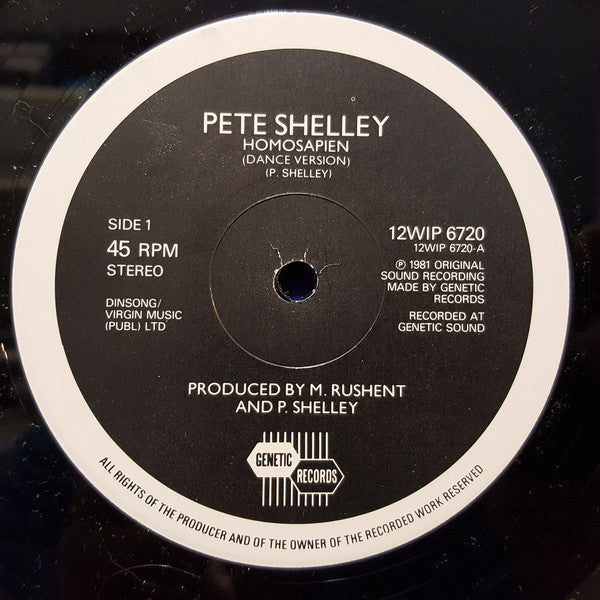 PETE SHELLEY
HOMOSAPIEN
(DANCE VERSION)
(P. SHELLEY)
SIDE 1
45 RPM
STEREO
DINSONG/
VIRGIN MUSIC
(PUBL) LTD
12WIP 6720
12WIP 6720-A
℗ 1981 ORIGINAL
SOUND RECORDING
MADE BY GENETIC
RECORDS
RECORDED AT
GENETIC SOUND
PRODUCED BY M. RUSHENT
AND P. SHELLEY
GENETIC
RECORDS
ALL RIGHTS OF THE PRODUCER AND OF THE OWNER OF THE RECORDED WORK RESERVED